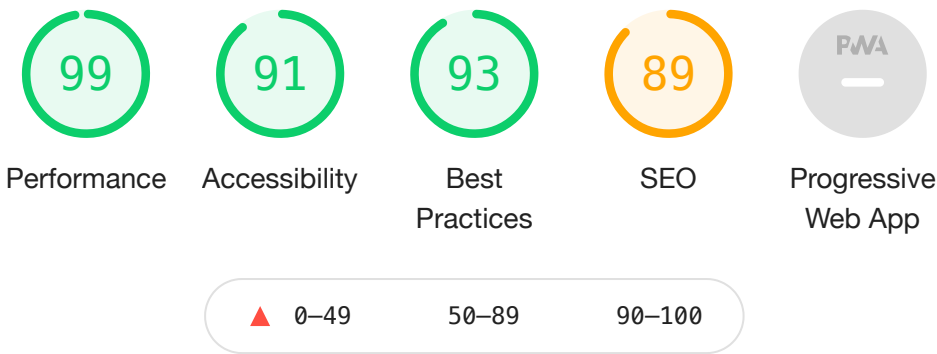 99 91 93 89 PWA
Performance Accessibility Best Practices SEO Progressive Web App
0–49 50–89 90–100